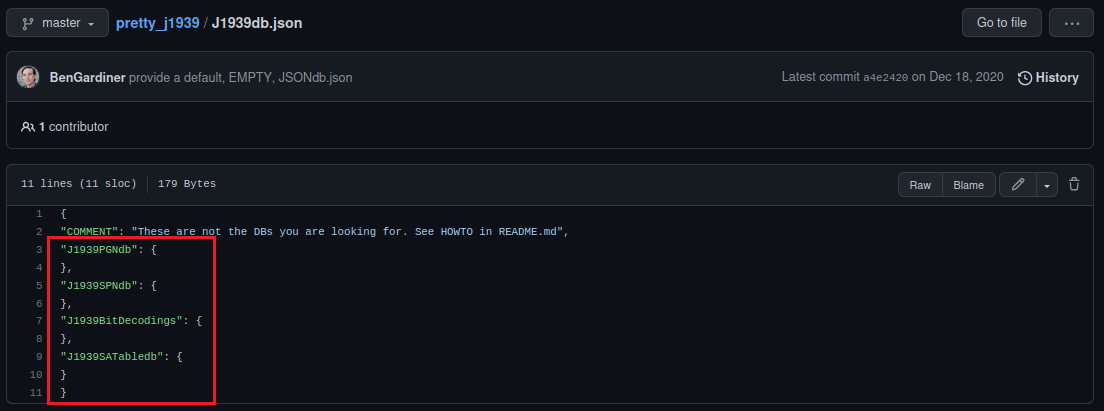 master pretty_j1939 / J1939db.json Go to file ...
BenGardiner provide a default, EMPTY, JSONdb.json Latest commit a4e2420 on Dec 18, 2020 History
1 contributor
11 lines (11 sloc) 179 Bytes Raw Blame
1 {
2 "COMMENT": "These are not the DBs you are looking for. See HOWTO in README.md",
3 "J1939PGNdb": {
4 },
5 "J1939SPNdb": {
6 },
7 "J1939BitDecodings": {
8 },
9 "J1939SATabledb": {
10 }
11 }